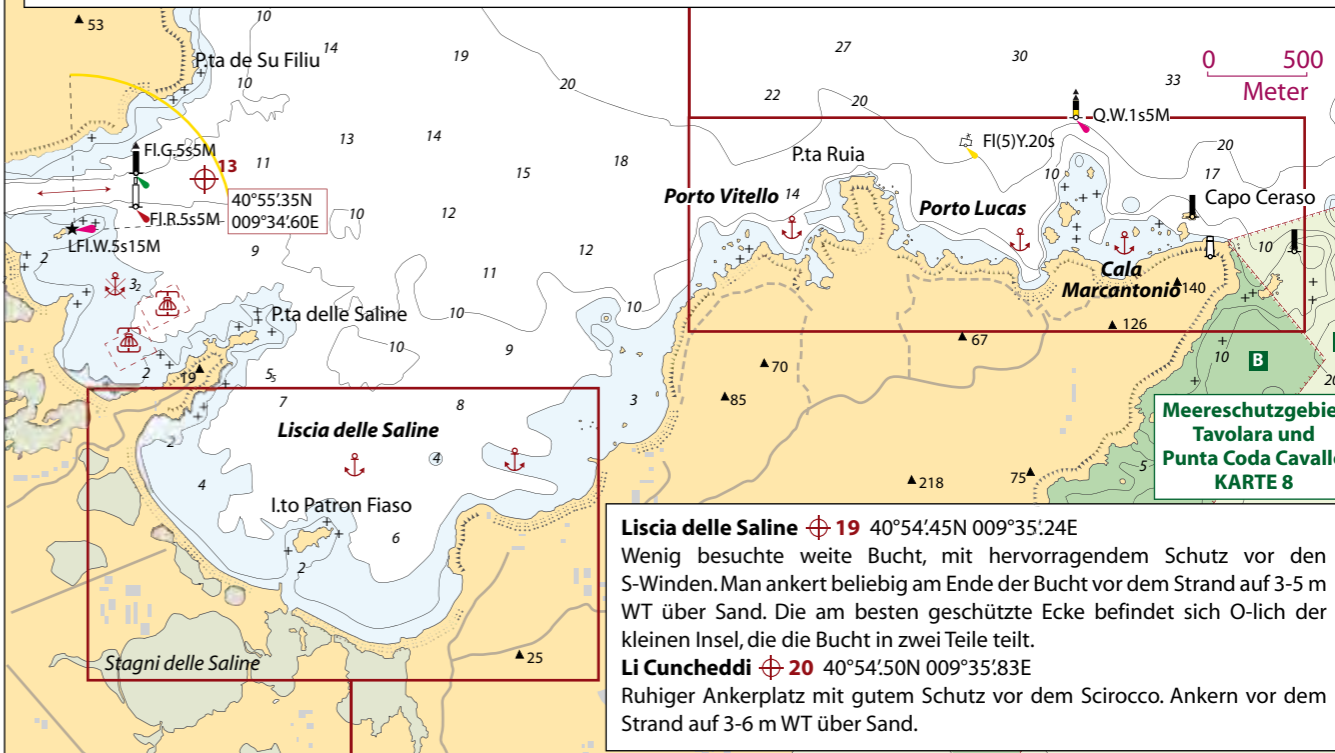 53
10
14
19
27
30
33
0 500
Meter
P.ta de Su Filiu
10
20
22
20
Q.W.1s5M
13
14
Fl(5)Y.20s
20
Fl.G.5s5M
13
11
15
18
P.ta Ruia
10
17
40°55'.35N
009°34'.60E
Porto Vitello
14
Porto Lucas
Capo Ceraso
Fl.R.5s5M
10
12
LFl.W.5s15M
9
12
10
2
11
Cala
Marcantonio
140
3₂
10
10
P.ta delle Saline
126
67
10
9
10
B
2
19
5₅
70
20
7
8
3
85
Meereschutzgebie
Tavolara und
Punta Coda Cavall
KARTE 8
Liscia delle Saline
2
4
4
5
75
218
I.to Patron Fiaso
6
2
Liscia delle Saline 19 40°54'.45N 009°35'.24E
Wenig besuchte weite Bucht, mit hervorragendem Schutz vor den
S-Winden. Man ankert beliebig am Ende der Bucht vor dem Strand auf 3-5 m
WT über Sand. Die am besten geschützte Ecke befindet sich O-lich der
kleinen Insel, die die Bucht in zwei Teile teilt.
Li Cuncheddi 20 40°54'.50N 009°35'.83E
Ruhiger Ankerplatz mit gutem Schutz vor dem Scirocco. Ankern vor dem
Strand auf 3-6 m WT über Sand.
Stagni delle Saline
25